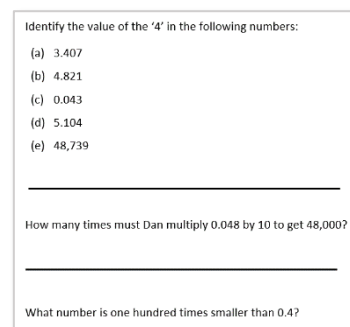 Identify the value of the ‘4’ in the following numbers:
(a) 3.407
(b) 4.821
(c) 0.043
(d) 5.104
(e) 48,739
How many times must Dan multiply 0.048 by 10 to get 48,000?
What number is one hundred times smaller than 0.4?